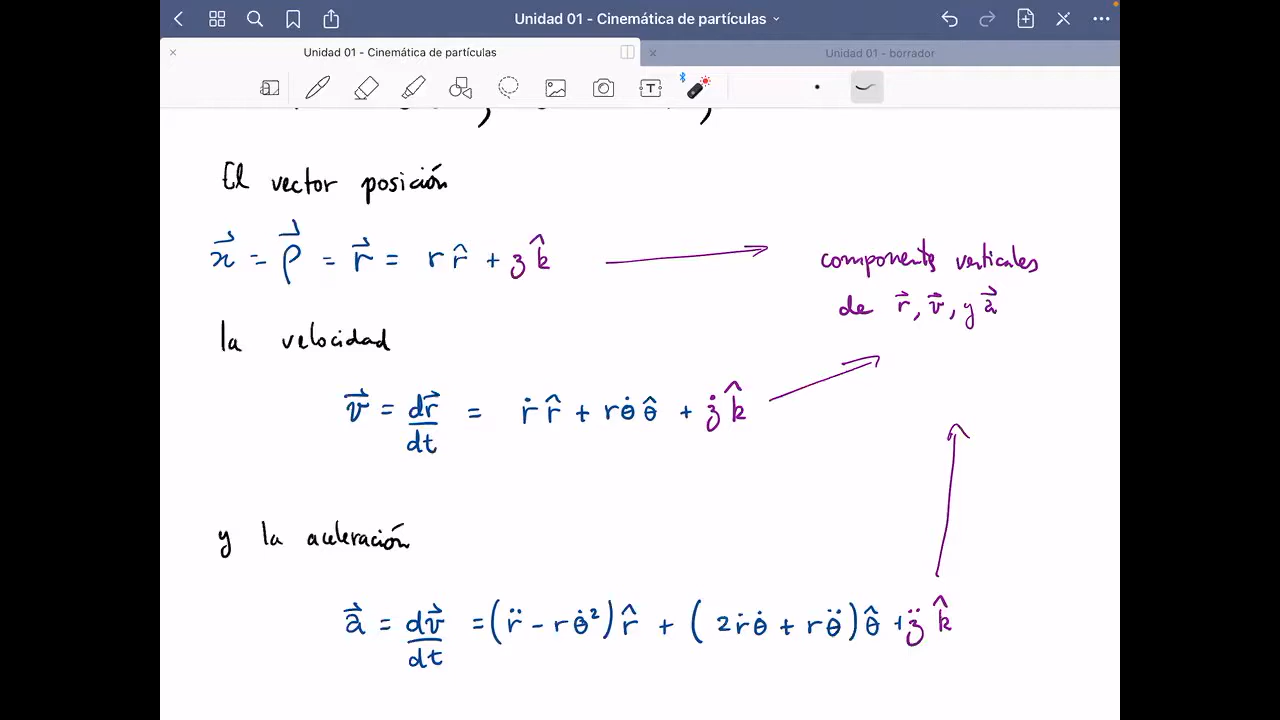 Unidad 01 - Cinemática de partículas
Unidad 01 - Cinemática de partículas
Unidad 01 - borrador
T
El vector posición
x⃗ = ρ⃗ = r⃗ = r r̂ + z k̂
componentes verticales
de r⃗, v⃗, y a⃗
la velocidad
v⃗ = dr⃗/dt = ṙ r̂ + r θ̇ θ̂ + ż k̂
y la aceleración
a⃗ = dv⃗/dt = (r̈ - r θ̇²) r̂ + (2 ṙ θ̇ + r θ̈) θ̂ + z̈ k̂